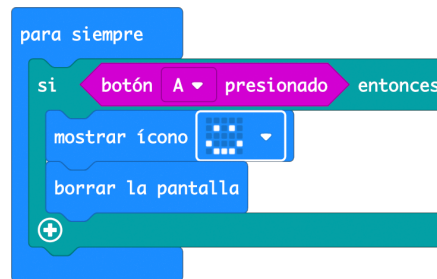 para siempre
si botón A presionado entonces
mostrar ícono
borrar la pantalla